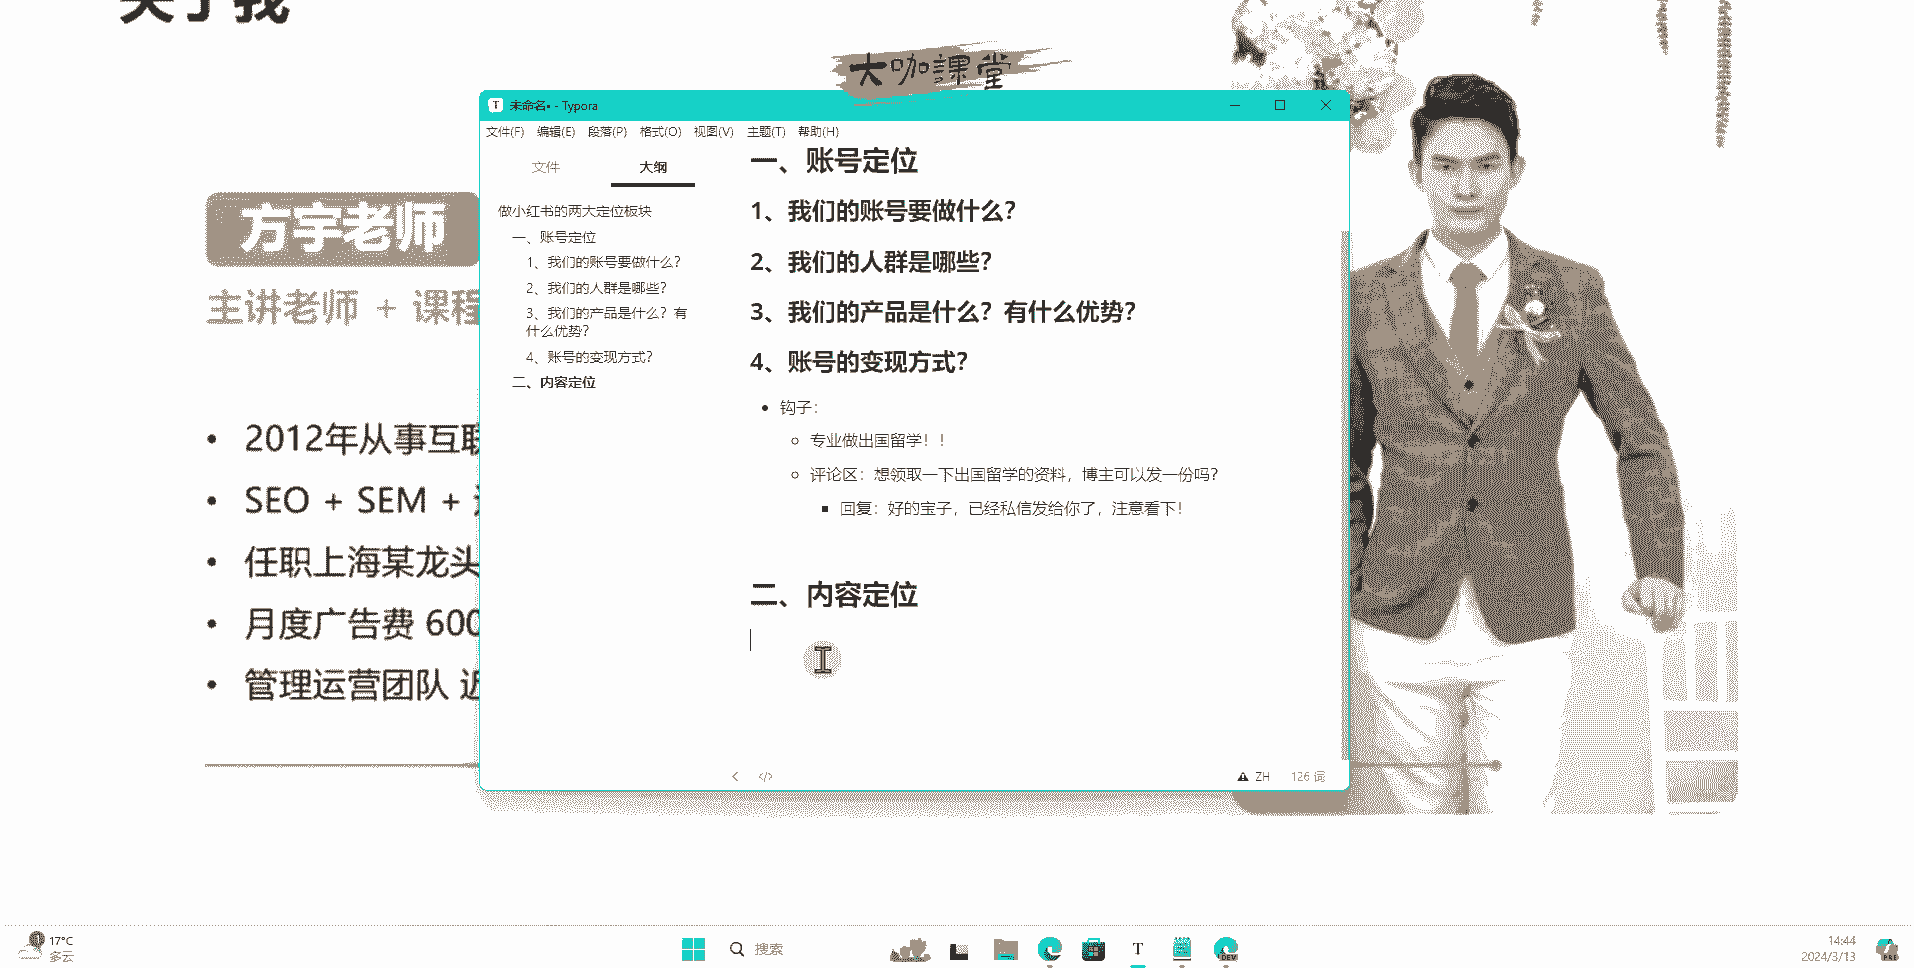 关于我
大咖課堂
方宇老师
主讲老师 + 课程
2012年从事互联
SEO + SEM +
任职上海某龙头
月度广告费 600
管理运营团队 近
未命名• - Typora
文件(F) 编辑(E) 段落(P) 格式(O) 视图(V) 主题(T) 帮助(H)
文件 大纲
做小红书的两大定位板块
一、账号定位
1、我们的账号要做什么?
2、我们的人群是哪些?
3、我们的产品是什么? 有
什么优势?
4、账号的变现方式?
二、内容定位
一、账号定位
1、我们的账号要做什么?
2、我们的人群是哪些?
3、我们的产品是什么? 有什么优势?
4、账号的变现方式?
钩子:
专业做出国留学! !
评论区: 想领取一下出国留学的资料, 博主可以发一份吗?
回复: 好的宝子, 已经私信发给你了, 注意看下!
二、内容定位
ZH 126 词
17°C
多云
搜索
14:44
2024/3/13